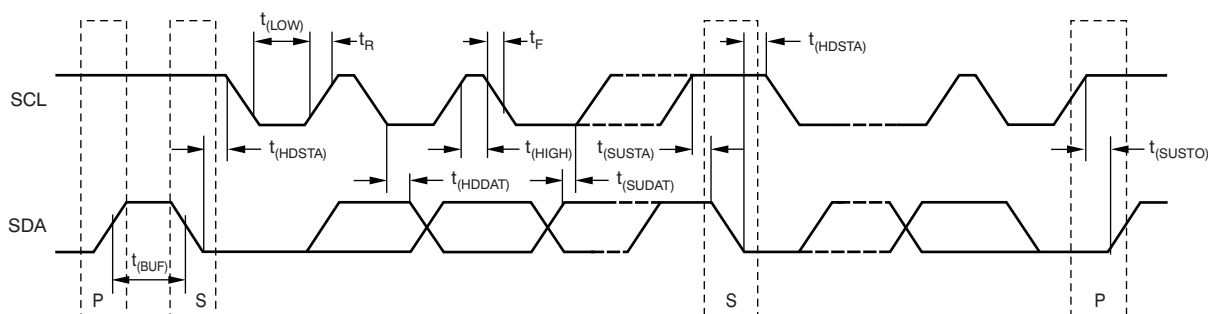 t(LOW)
tR
tF
t(HDSTA)
SCL
t(HDSTA)
t(HIGH)
t(SUSTA)
t(SUSTO)
t(HDDAT)
t(SUDAT)
SDA
t(BUF)
P
S
S
P